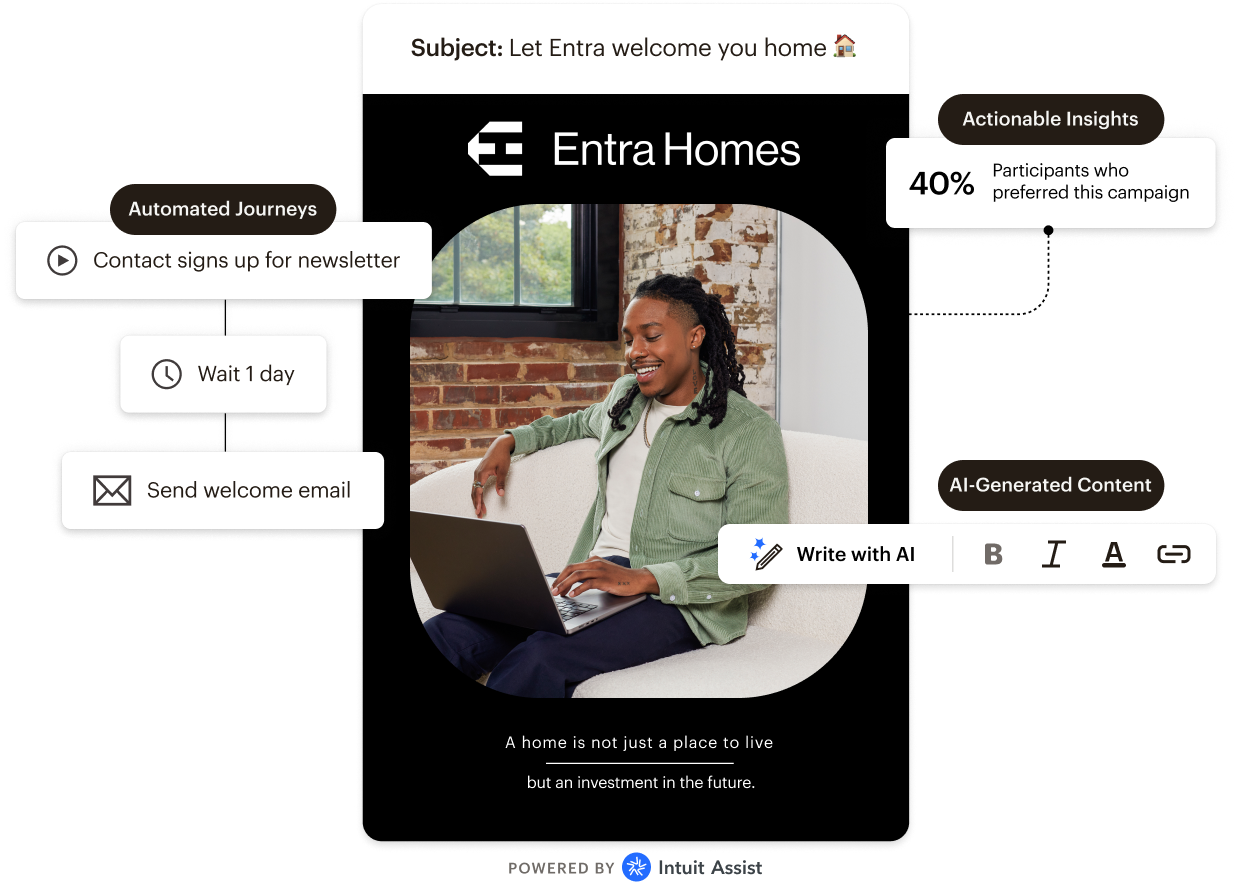 Subject: Let Entra welcome you home
Entra Homes
Actionable Insights
40%
Participants who
preferred this campaign
Automated Journeys
Contact signs up for newsletter
Wait 1 day
Send welcome email
AI-Generated Content
Write with AI
B I A
A home is not just a place to live
but an investment in the future.
POWERED BY Intuit Assist